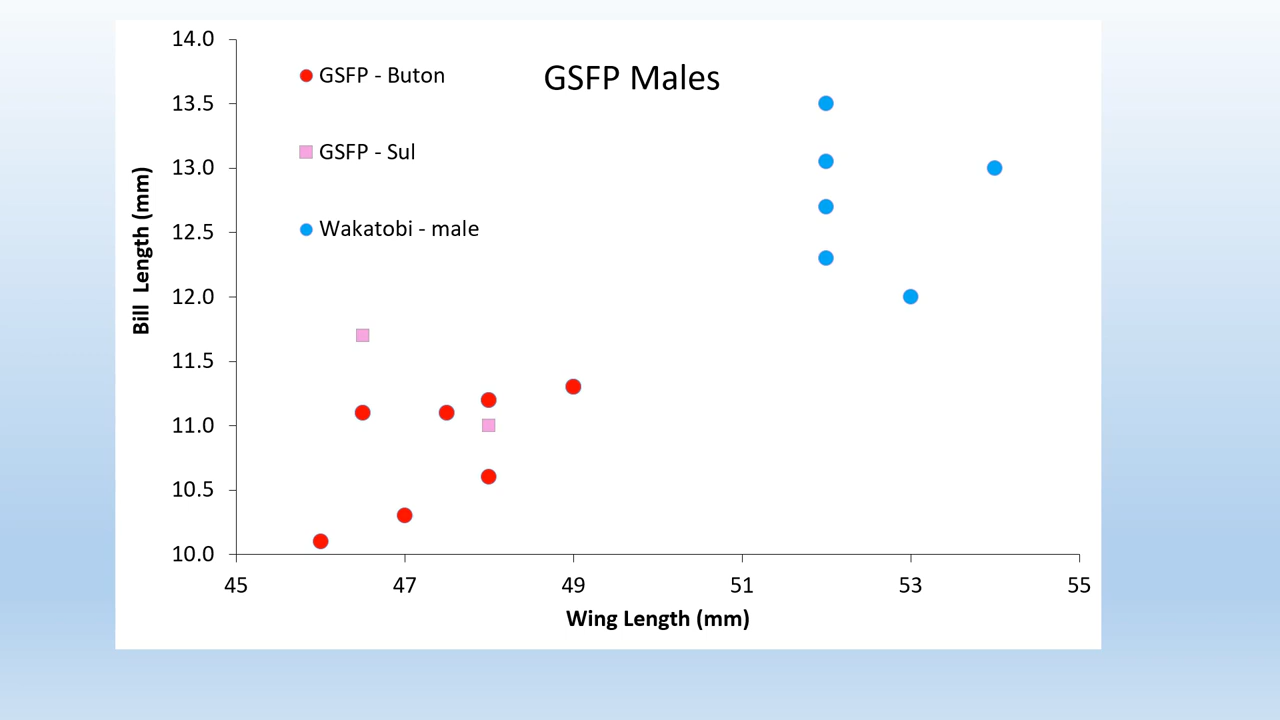 GSFP Males
GSFP - Buton
GSFP - Sul
Wakatobi - male
Bill  Length (mm)
14.0
13.5
13.0
12.5
12.0
11.5
11.0
10.5
10.0
45 47 49 51 53 55
Wing Length (mm)